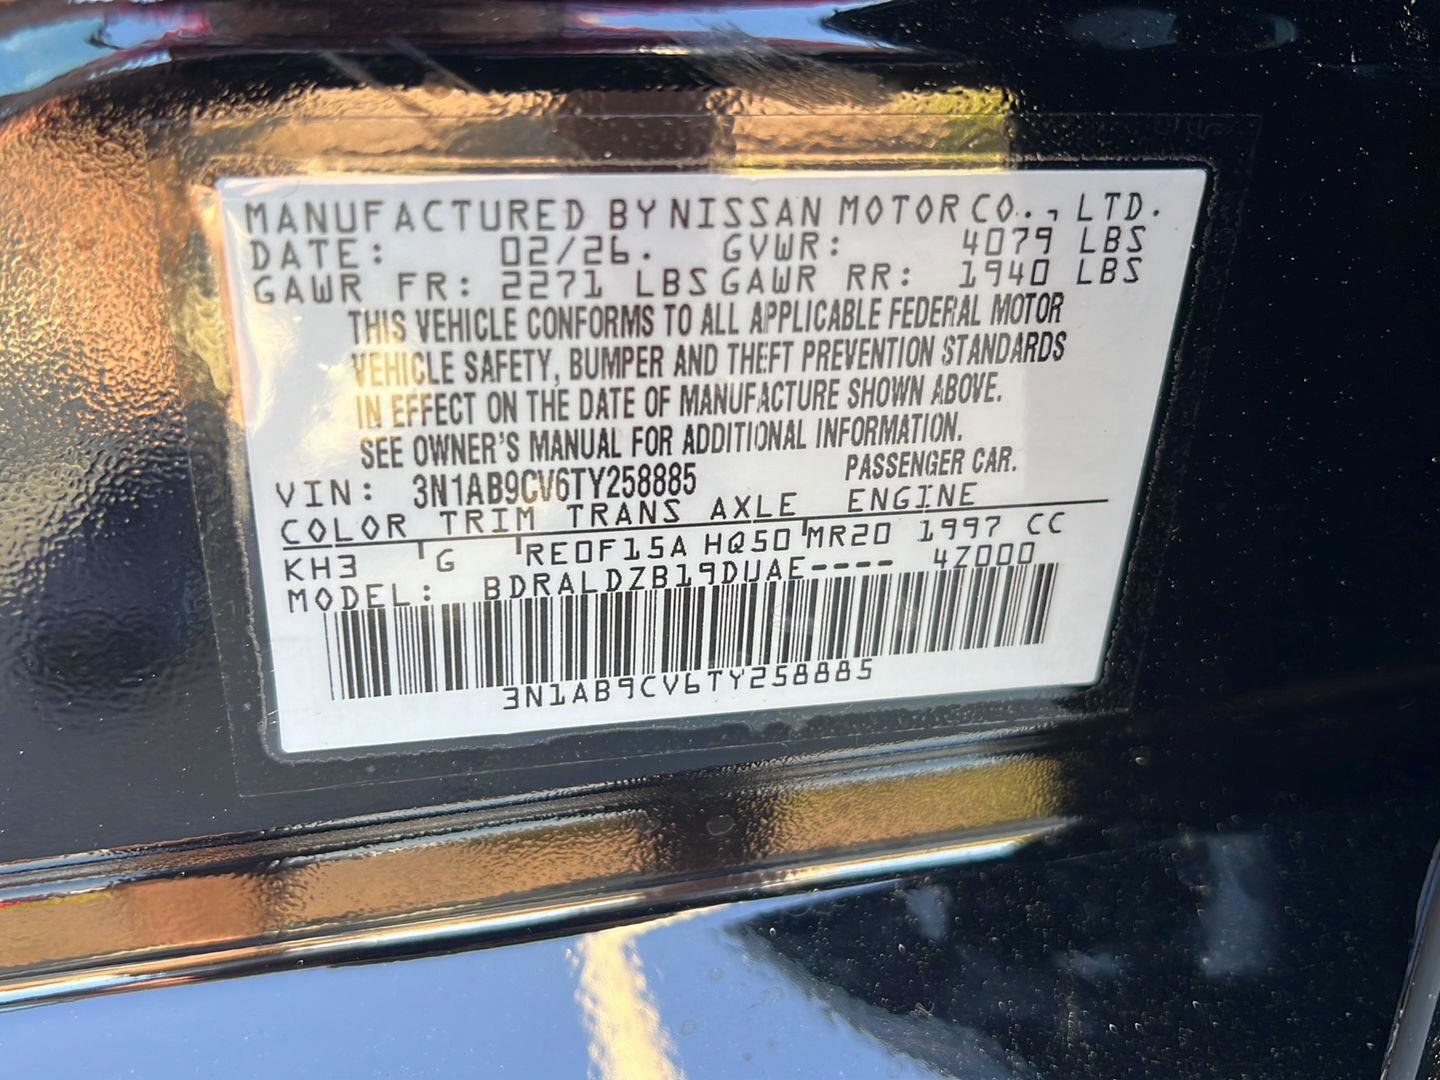 MANUFACTURED BY NISSAN MOTOR CO., LTD.
DATE: 02/26. GVWR: 4079 LBS
GAWR FR: 2271 LBS GAWR RR: 1940 LBS
THIS VEHICLE CONFORMS TO ALL APPLICABLE FEDERAL MOTOR
VEHICLE SAFETY, BUMPER AND THEFT PREVENTION STANDARDS
IN EFFECT ON THE DATE OF MANUFACTURE SHOWN ABOVE.
SEE OWNER'S MANUAL FOR ADDITIONAL INFORMATION.
VIN: 3N1AB9CV6TY258885 PASSENGER CAR.
COLOR TRIM TRANS AXLE ENGINE
KH3 G RE0F15A HQ50 MR20 1997 CC
MODEL: BDRALDZB19DUAE---- 4Z000
3N1AB9CV6TY258885